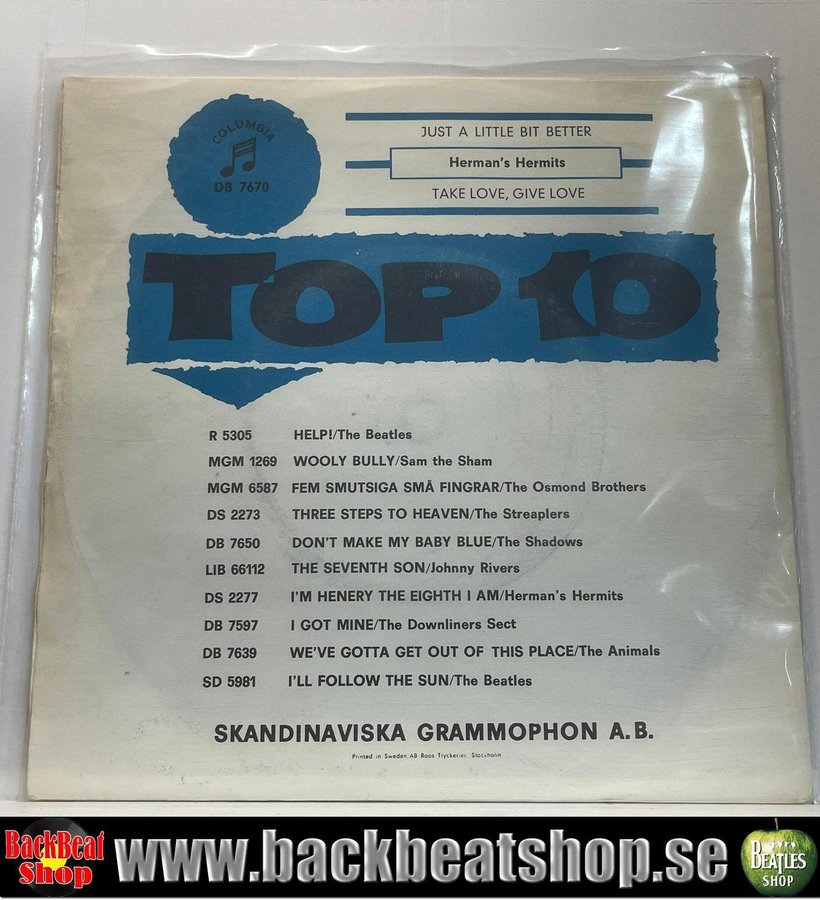 COLUMBIA
DB 7670
JUST A LITTLE BIT BETTER
Herman's Hermits
TAKE LOVE, GIVE LOVE
TOP 10
R 5305 HELP!/The Beatles
MGM 1269 WOOLY BULLY/Sam the Sham
MGM 6587 FEM SMUTSIGA SMÅ FINGRAR/The Osmond Brothers
DS 2273 THREE STEPS TO HEAVEN/The Streaplers
DB 7650 DON'T MAKE MY BABY BLUE/The Shadows
LIB 66112 THE SEVENTH SON/Johnny Rivers
DS 2277 I'M HENERY THE EIGHTH I AM/Herman's Hermits
DB 7597 I GOT MINE/The Downliners Sect
DB 7639 WE'VE GOTTA GET OUT OF THIS PLACE/The Animals
SD 5981 I'LL FOLLOW THE SUN/The Beatles
SKANDINAVISKA GRAMMOPHON A.B.
Printed in Sweden AB Roos Tryckerier, Stockholm
BackBeat
Shop
www.backbeatshop.se
BEATLES
SHOP